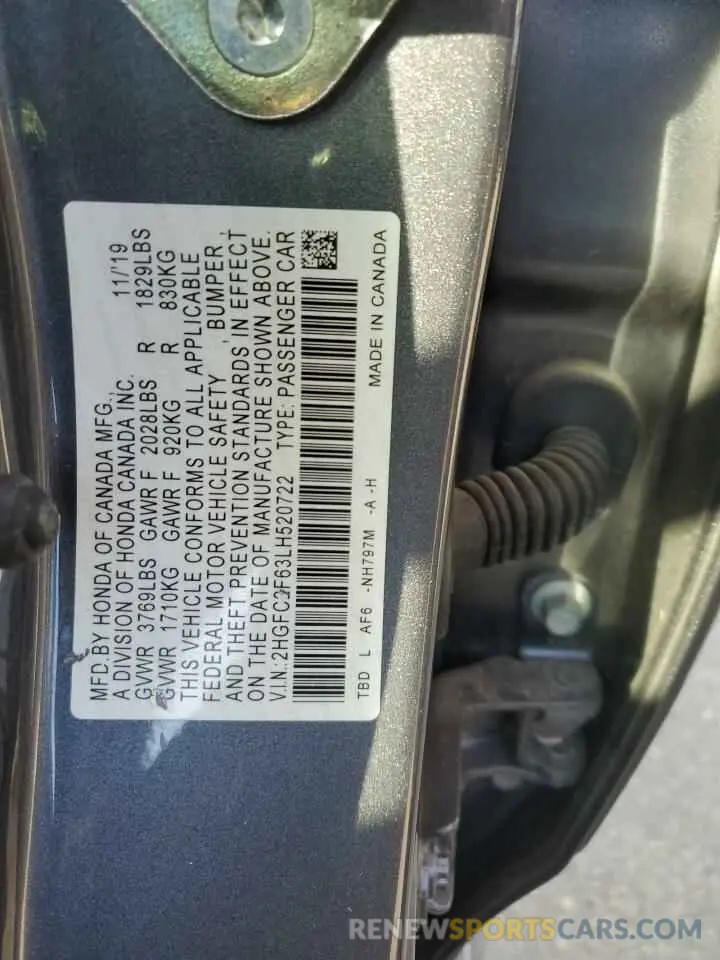 MFD.BY HONDA OF CANADA MFG., 11/'19
A DIVISION OF HONDA CANADA INC.
GVWR 3769LBS GAWR F 2028LBS R 1829LBS
GVWR 1710KG GAWR F 920KG R 830KG
THIS VEHICLE CONFORMS TO ALL APPLICABLE
FEDERAL MOTOR VEHICLE SAFETY , BUMPER ,
AND THEFT PREVENTION STANDARDS IN EFFECT
ON THE DATE OF MANUFACTURE SHOWN ABOVE.
V.I.N.:2HGFC2F63LH520722 TYPE: PASSENGER CAR
TBD L AF6 -NH797M -A -H MADE IN CANADA
RENEWSPORTSCARS.COM